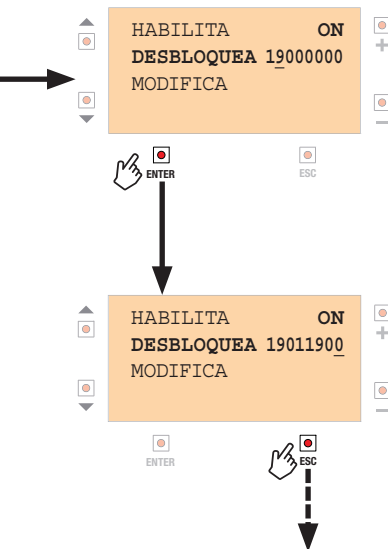 HABILITA ON
DESBLOQUEA 19000000
MODIFICA
ENTER ESC
HABILITA ON
DESBLOQUEA 19011900
MODIFICA
ENTER ESC